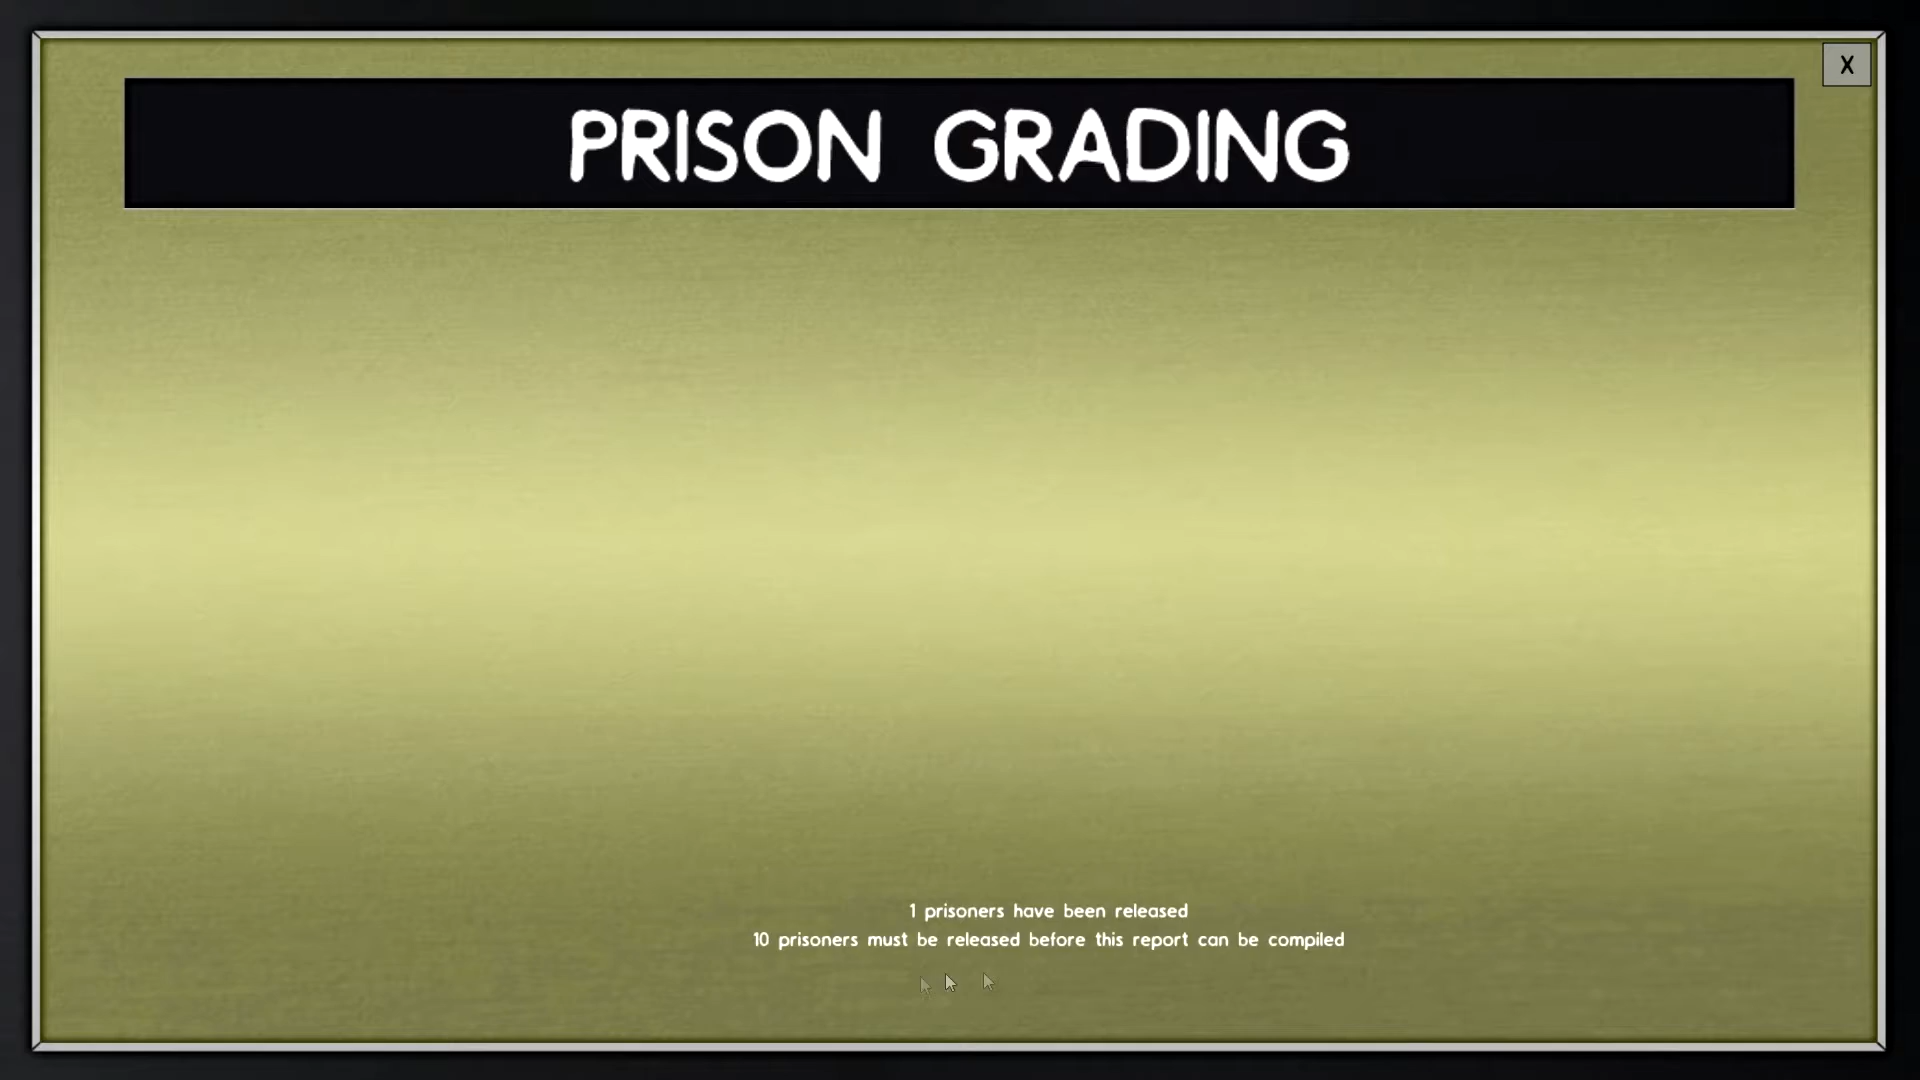 X
PRISON GRADING
1 prisoners have been released
10 prisoners must be released before this report can be compiled